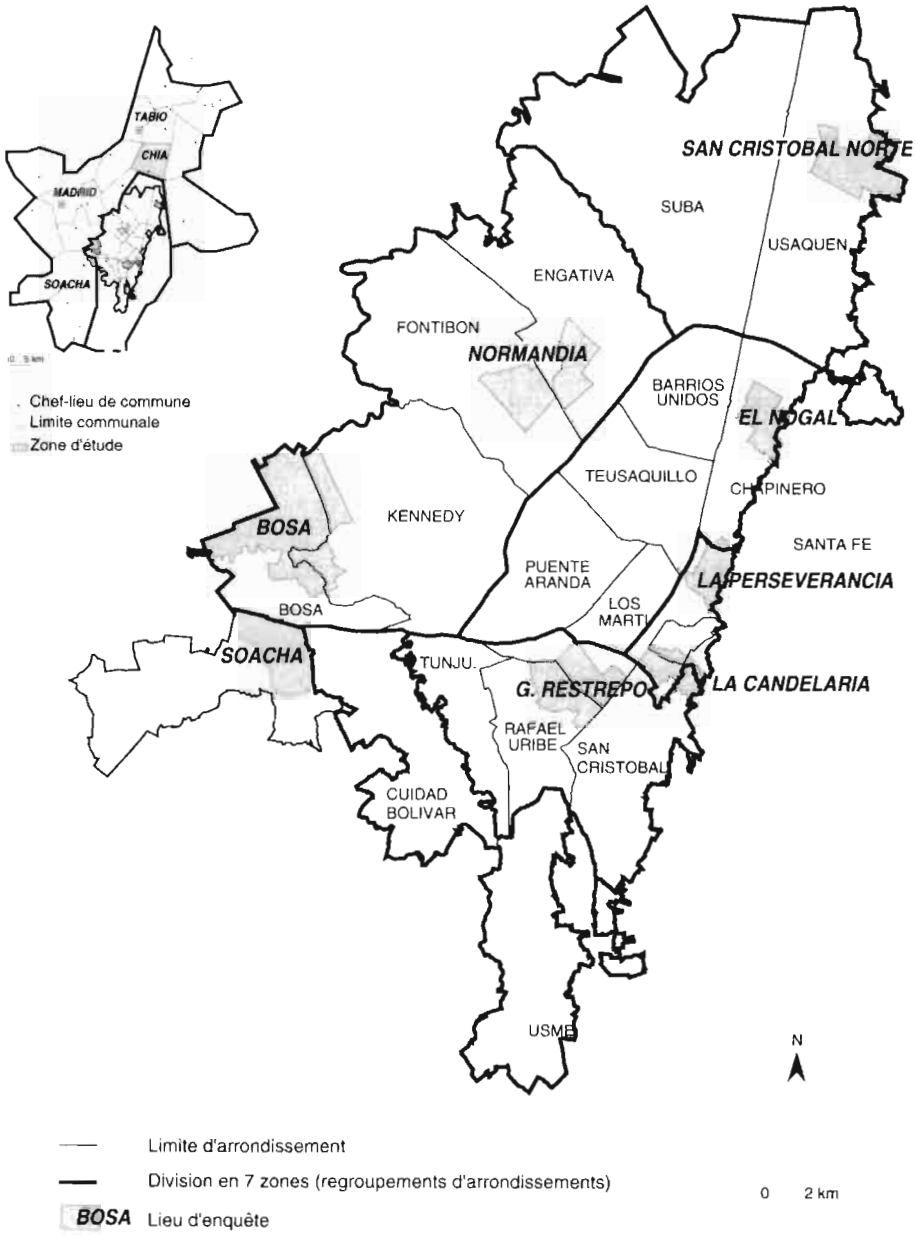 TABIO
CHIA
MADRID
SOACHA
0 5 km
Chef-lieu de commune
Limite communale
Zone d'étude
SAN CRISTOBAL NORTE
SUBA
USAQUEN
ENGATIVA
FONTIBON
NORMANDIA
BARRIOS
UNIDOS
EL NOGAL
TEUSAQUILLO
CHAPINERO
KENNEDY
BOSA
SANTA FE
PUENTE
ARANDA
LA PERSEVERANCIA
LOS
MARTI
BOSA
SOACHA
TUNJU.
G. RESTREPO
LA CANDELARIA
RAFAEL
URIBE
SAN
CRISTOBAL
CUIDAD
BOLIVAR
USME
N
Limite d'arrondissement
Division en 7 zones (regroupements d'arrondissements)
0 2 km
BOSA Lieu d'enquête